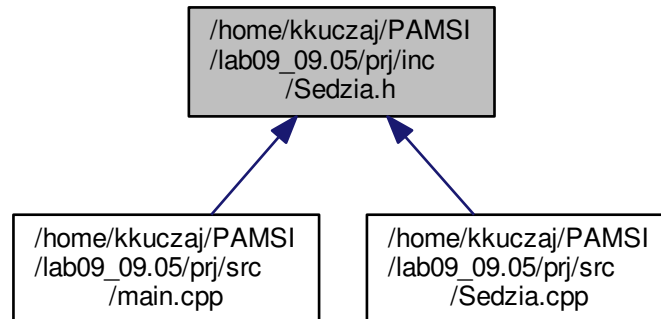 /home/kkuczaj/PAMSI
/lab09_09.05/prj/inc
/Sedzia.h
/home/kkuczaj/PAMSI
/lab09_09.05/prj/src
/main.cpp
/home/kkuczaj/PAMSI
/lab09_09.05/prj/src
/Sedzia.cpp